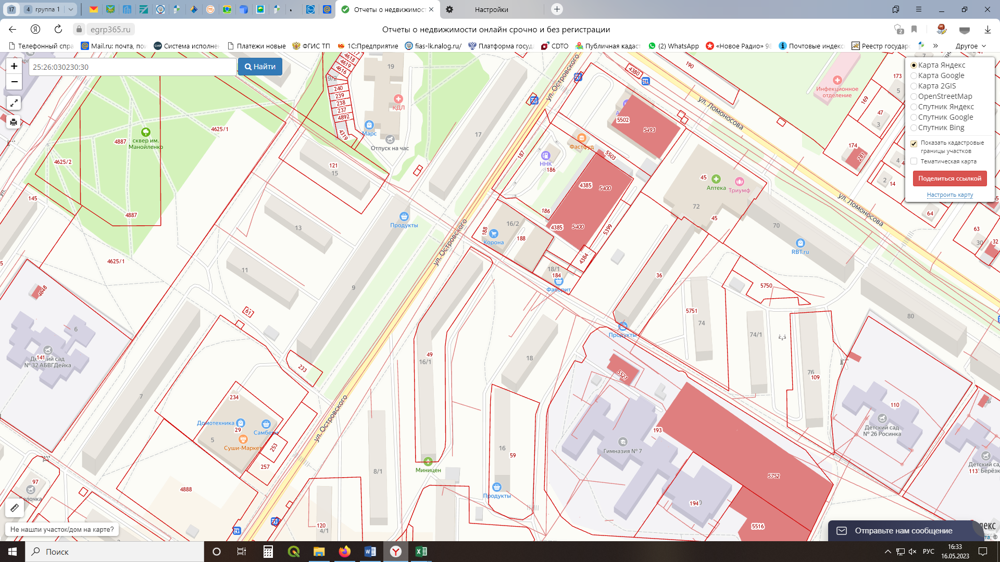 17
4 группа 1
Отчеты о недвижимост
Настройки
egrp365.ru
Отчеты о недвижимости онлайн срочно и без регистрации
2
Телефонный спра
Mail.ru: почта, пои
Система исполнен
Платежи новые
ФГИС ТП
1С:Предприятие
fias-lk.nalog.ru/
Платформа госуда
СDTO
Публичная кадаст
(2) WhatsApp
«Новое Радио» 98
Почтовые индекс
Реестр государ
»
Другое
+
−
25:26:030230:30
Найти
Карта Яндекс
Карта Google
Карта 2GIS
OpenStreetMap
Спутник Яндекс
Спутник Google
Спутник Bing
Показать кадастровые
границы участков
Тематическая карта
Поделиться ссылкой
Настроить карту
4618
4619
4616
9/2
240
239
238
237
4892
4319
19
КДЛ
Марс
Отпуск на час
17
ул. Островского
4380
190
ул. Ломоносова
Инфекционное
отделение
173
5
169
47
3
174
281
4
2
14
64
63
30
32
сквер им.
Манойленко
4887
4625/1
4625/2
4887
145
4625/1
121
15
13
11
9
Продукты
ул. Островского
5502
5493
Фастфуд
5503
187
ННК
186
4385
5400
186
4385
5400
5399
4384
188
16/2
188
Корона
18/1
184
Фаворит
45
Аптека
Триумф
72
45
70
RBT.ru
ул. Ломоносова
36
5750
5751
74
74/1
80
Продукты
4648
6
Детский сад
№ 32 АБВГДейка
141
61
233
7
234
Домотехника
29
Самбери
5
Суши-Маркет
253
257
ул. Островского
49
16/1
18
5521
76
109
110
Детский сад
№ 26 Росинка
193
Гимназия № 7
16
59
8/1
Миницен
Продукты
5752
194
5516
Детский са
113
Берёзк
97
4888
120
4/1
Не нашли участок/дом на карте?
Отправьте нам сообщение
Поиск
РУС
16:33
16.05.2023